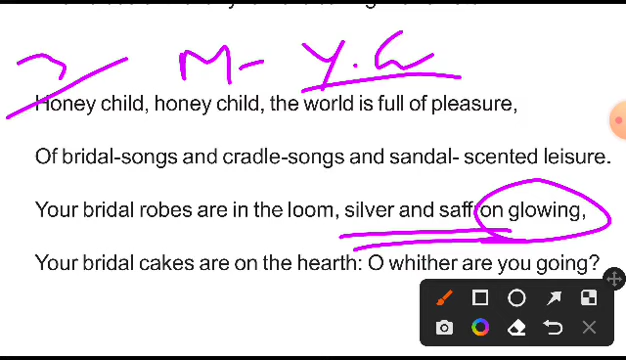 M- Y. G
Honey child, honey child, the world is full of pleasure,
Of bridal-songs and cradle-songs and sandal- scented leisure.
Your bridal robes are in the loom, silver and saffron glowing,
Your bridal cakes are on the hearth: O whither are you going?